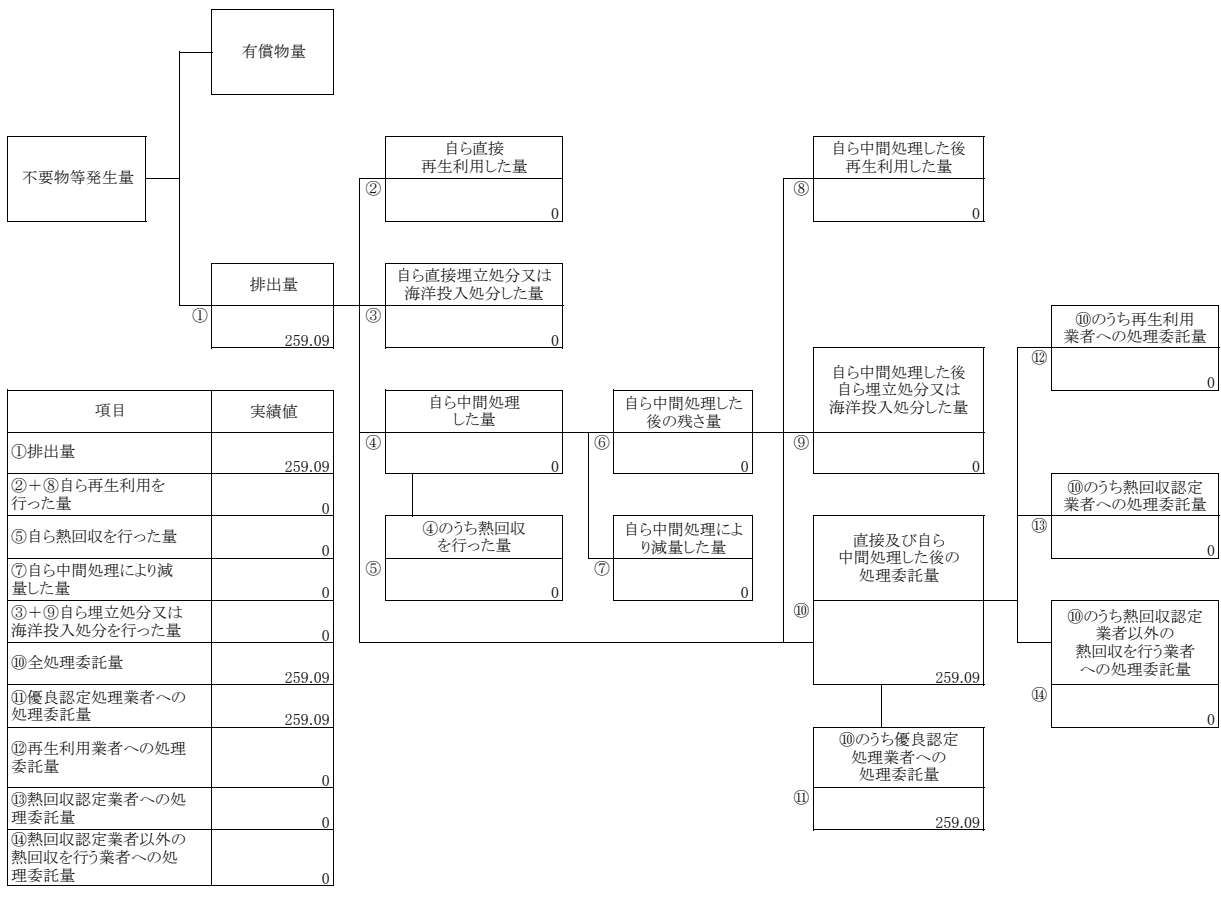 有償物量
不要物等発生量
自ら直接
再生利用した量
②
0
自ら中間処理した後
再生利用した量
⑧
0
排出量
①
259.09
自ら直接埋立処分又は
海洋投入処分した量
③
0
自ら中間処理
した量
④
0
自ら中間処理した
後の残さ量
⑥
0
自ら中間処理した後
自ら埋立処分又は
海洋投入処分した量
⑨
0
⑩のうち再生利用
業者への処理委託量
⑫
0
④のうち熱回収
を行った量
⑤
0
自ら中間処理によ
り減量した量
⑦
0
直接及び自ら
中間処理した後の
処理委託量
⑩
259.09
⑩のうち熱回収認定
業者への処理委託量
⑬
0
⑩のうち熱回収認定
業者以外の
熱回収を行う業者
への処理委託量
⑭
0
⑩のうち優良認定
処理業者への
処理委託量
⑪
259.09
項目
実績値
①排出量
259.09
②＋⑧自ら再生利用を
行った量
0
⑤自ら熱回収を行った量
0
⑦自ら中間処理により減
量した量
0
③＋⑨自ら埋立処分又は
海洋投入処分を行った量
0
⑩全処理委託量
259.09
⑪優良認定処理業者への
処理委託量
259.09
⑫再生利用業者への処理
委託量
0
⑬熱回収認定業者への処
理委託量
0
⑭熱回収認定業者以外の
熱回収を行う業者への処
理委託量
0